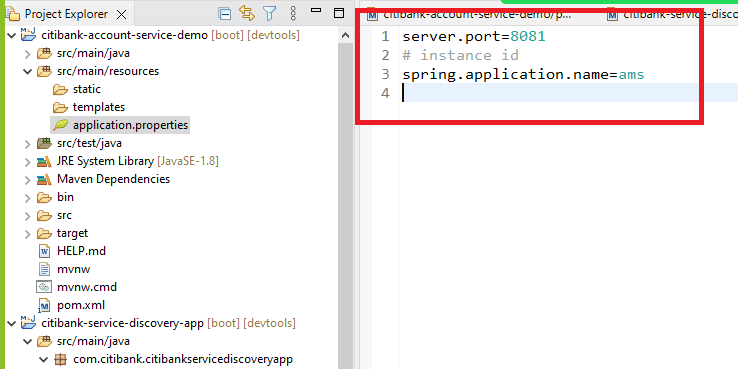 Project Explorer
citibank-account-service-demo [boot] [devtools]
src/main/java
src/main/resources
static
templates
application.properties
src/test/java
JRE System Library [JavaSE-1.8]
Maven Dependencies
bin
src
target
HELP.md
mvnw
mvnw.cmd
pom.xml
citibank-service-discovery-app [boot] [devtools]
src/main/java
com.citibank.citibankservicediscoveryapp
citibank-account-service-demo/p...
citibank-service-disco
1 server.port=8081
2 # instance id
3 spring.application.name=ams
4